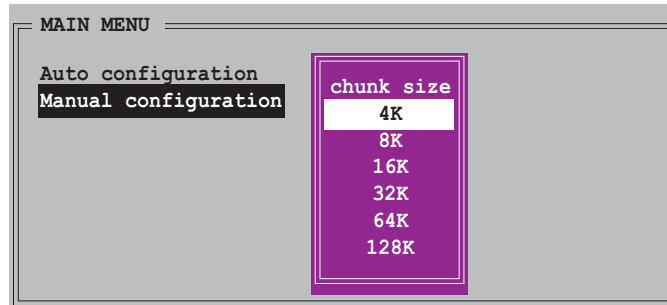 MAIN MENU
Auto configuration
Manual configuration
chunk size
4K
8K
16K
32K
64K
128K